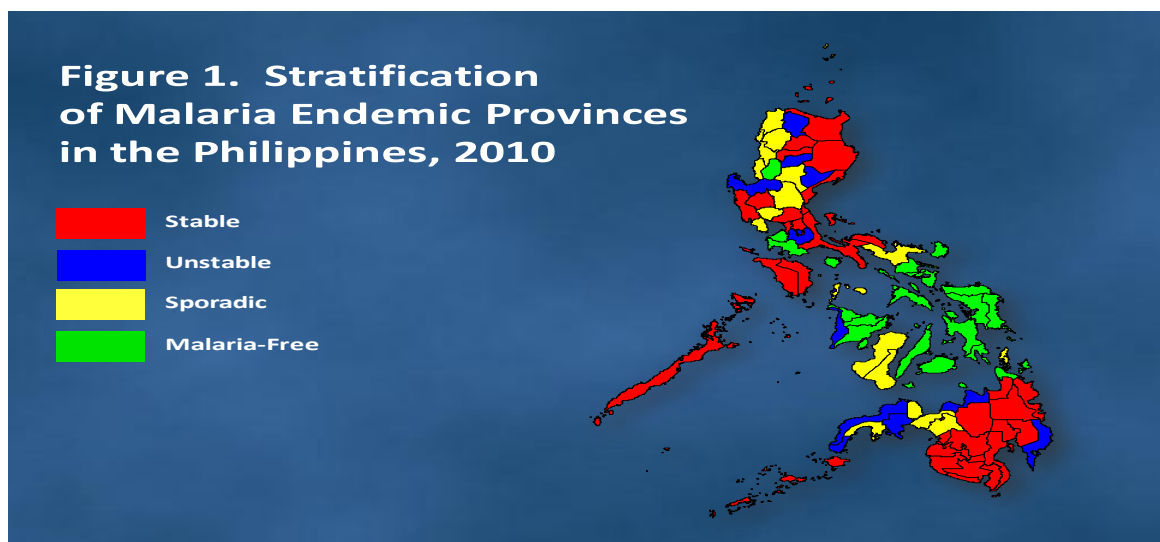 Figure 1.  Stratification
of Malaria Endemic Provinces
in the Philippines, 2010
Stable
Unstable
Sporadic
Malaria-Free